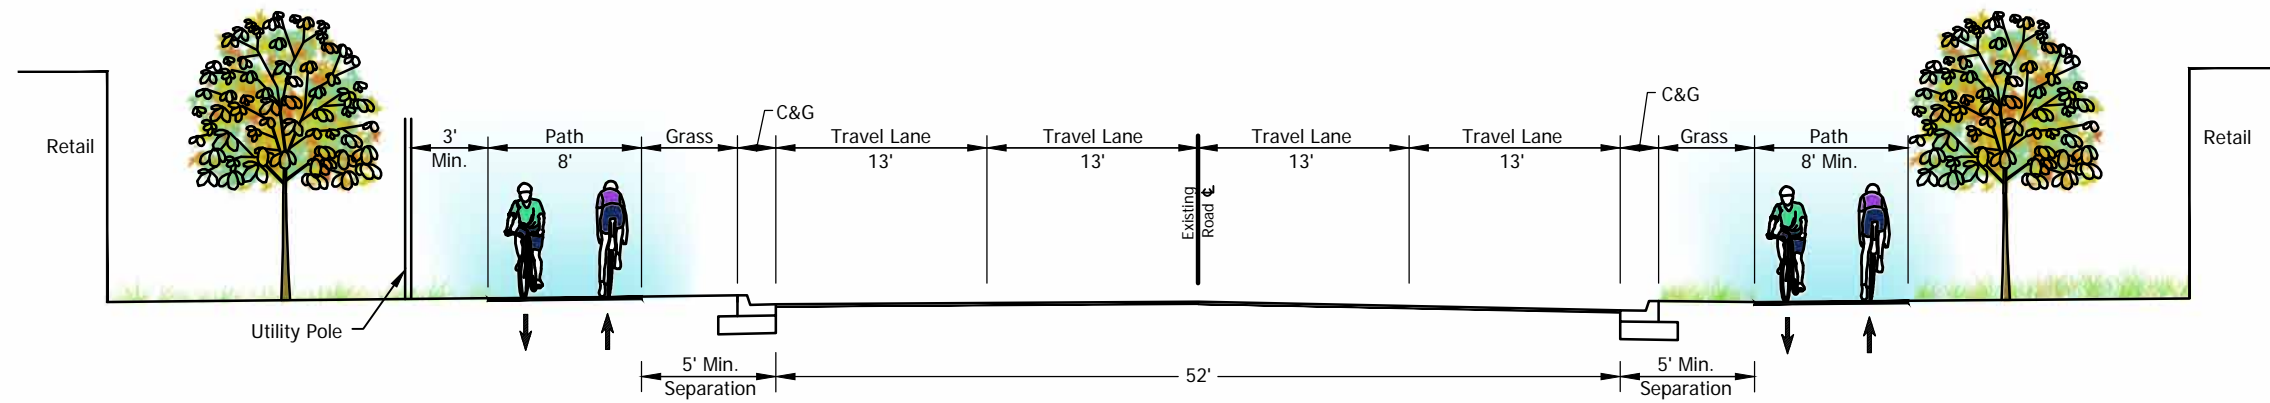 C&G
C&G
3' Path Grass Travel Lane Travel Lane Travel Lane Travel Lane Grass Path
Retail Retail
Min. 8' 13' 13' 13' 13' 8' Min.
Existing
Road ℄
Utility Pole
5' Min. 52' 5' Min.
Separation Separation